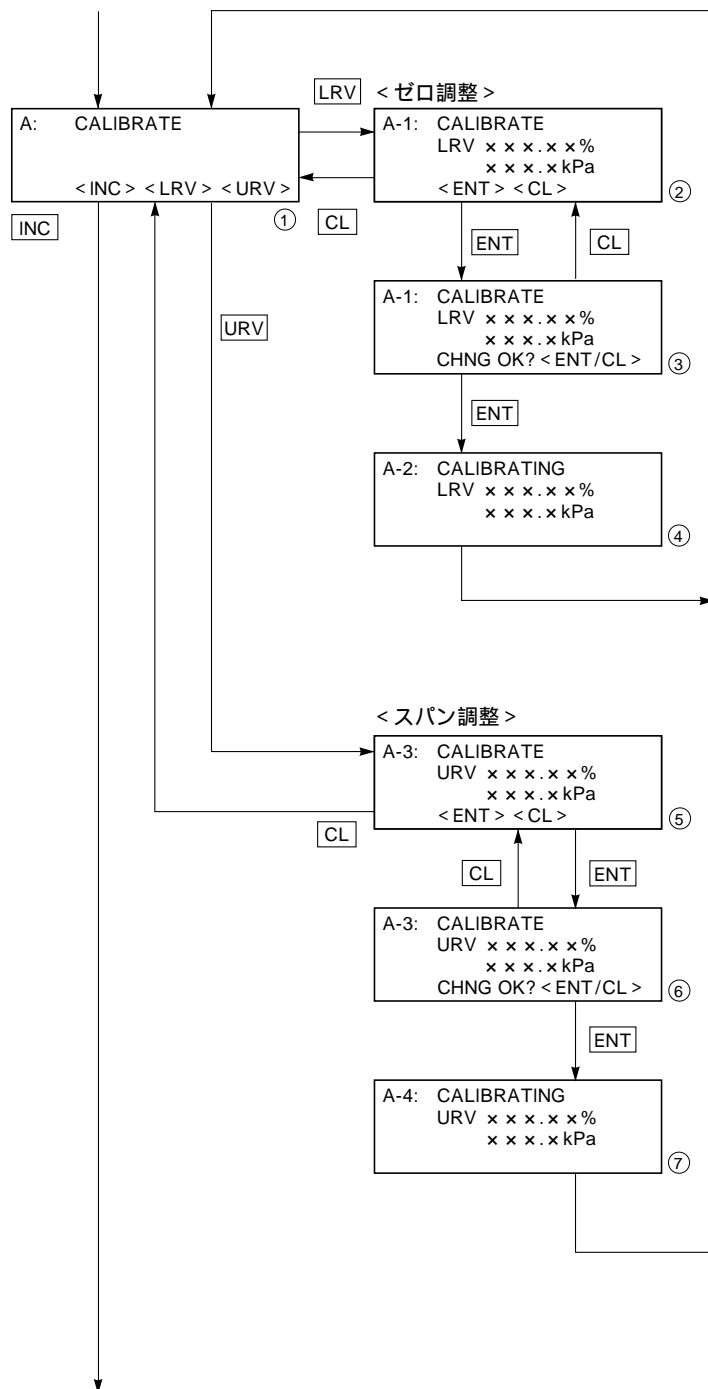 LRV
<ゼロ調整>
A: CALIBRATE
<INC> <LRV> <URV>
①
INC
CL
A-1: CALIBRATE
LRV ×××.××%
×××.×kPa
<ENT> <CL>
②
ENT
CL
A-1: CALIBRATE
LRV ×××.××%
×××.×kPa
CHNG OK? <ENT/CL>
③
URV
ENT
A-2: CALIBRATING
LRV ×××.××%
×××.×kPa
④
<スパン調整>
A-3: CALIBRATE
URV ×××.××%
×××.×kPa
<ENT> <CL>
⑤
CL
CL
ENT
A-3: CALIBRATE
URV ×××.××%
×××.×kPa
CHNG OK? <ENT/CL>
⑥
ENT
A-4: CALIBRATING
URV ×××.××%
×××.×kPa
⑦